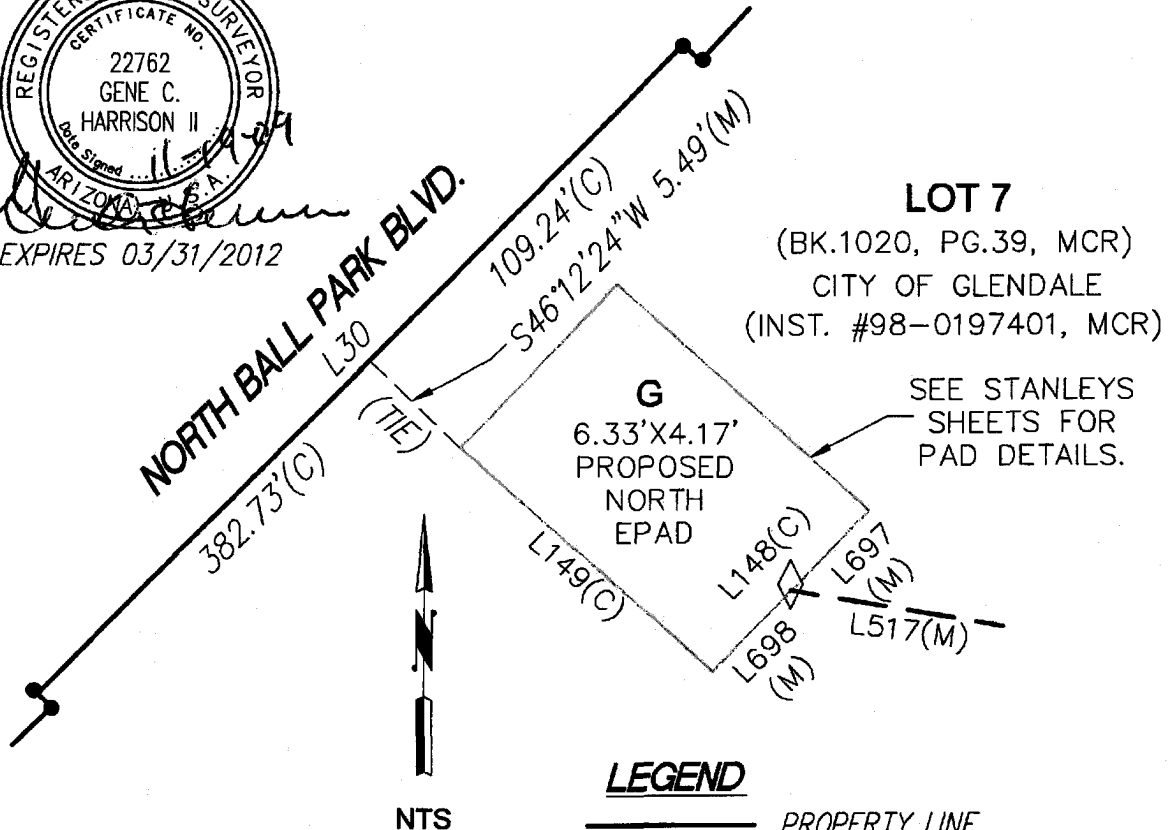 REGISTERED SURVEYOR
CERTIFICATE NO.
22762
GENE C.
HARRISON II
Date Signed 11-19-09
ARIZONA, U.S.A.
EXPIRES 03/31/2012
NORTH BALL PARK BLVD.
L30
109.24'(C)
S46°12'24"W 5.49'(M)
(TIE)
382.73'(C)
LOT 7
(BK.1020, PG.39, MCR)
CITY OF GLENDALE
(INST. #98-0197401, MCR)
SEE STANLEYS
SHEETS FOR
PAD DETAILS.
G
6.33'X4.17'
PROPOSED
NORTH
EPAD
L149(C)
L148(C)
L697
(M)
L517(M)
L698
(M)
N
NTS
LEGEND
PROPERTY LINE